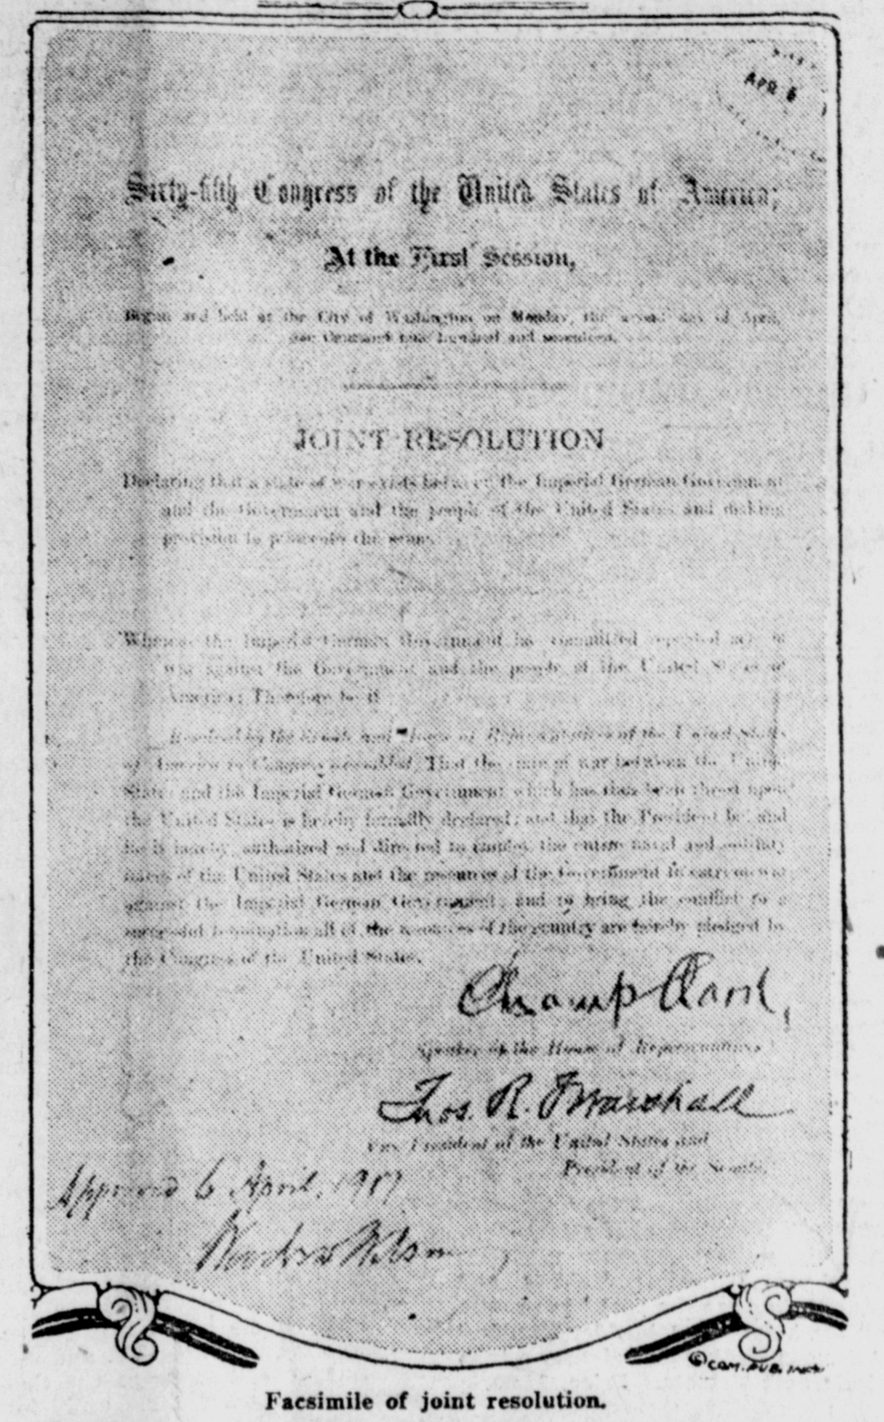 APR 6
Sixty-fifth Congress of the United States of America;
At the First Session,
Begun and held at the City of Washington on Monday, the second day of April,
one thousand nine hundred and seventeen.
JOINT RESOLUTION
Declaring that a state of war exists between the Imperial German Government
and the Government and the people of the United States and making
provision to prosecute the same.
Whereas the Imperial German Government has committed repeated acts of
war against the Government and the people of the United States of
America: Therefore be it
Resolved by the Senate and House of Representatives of the United States
of America in Congress assembled, That the state of war between the United
States and the Imperial German Government which has thus been thrust upon
the United States is hereby formally declared; and that the President be, and
he is hereby, authorized and directed to employ the entire naval and military
forces of the United States and the resources of the Government to carry on war
against the Imperial German Government; and to bring the conflict to a
successful termination all of the resources of the country are hereby pledged by
the Congress of the United States.
Champ Clark
Speaker of the House of Representatives
Thos. R. Marshall
Vice President of the United States and
President of the Senate.
Approved 6 April, 1917
Woodrow Wilson
© COM. PUB.
Facsimile of joint resolution.